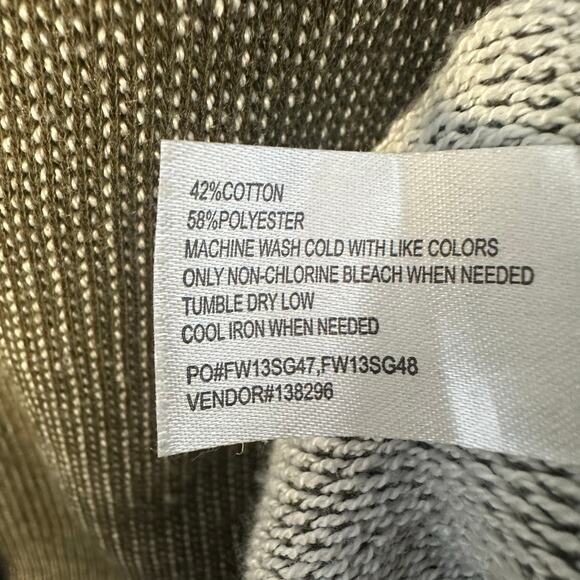 42%COTTON
58%POLYESTER
MACHINE WASH COLD WITH LIKE COLORS
ONLY NON-CHLORINE BLEACH WHEN NEEDED
TUMBLE DRY LOW
COOL IRON WHEN NEEDED
PO#FW13SG47,FW13SG48
VENDOR#138296